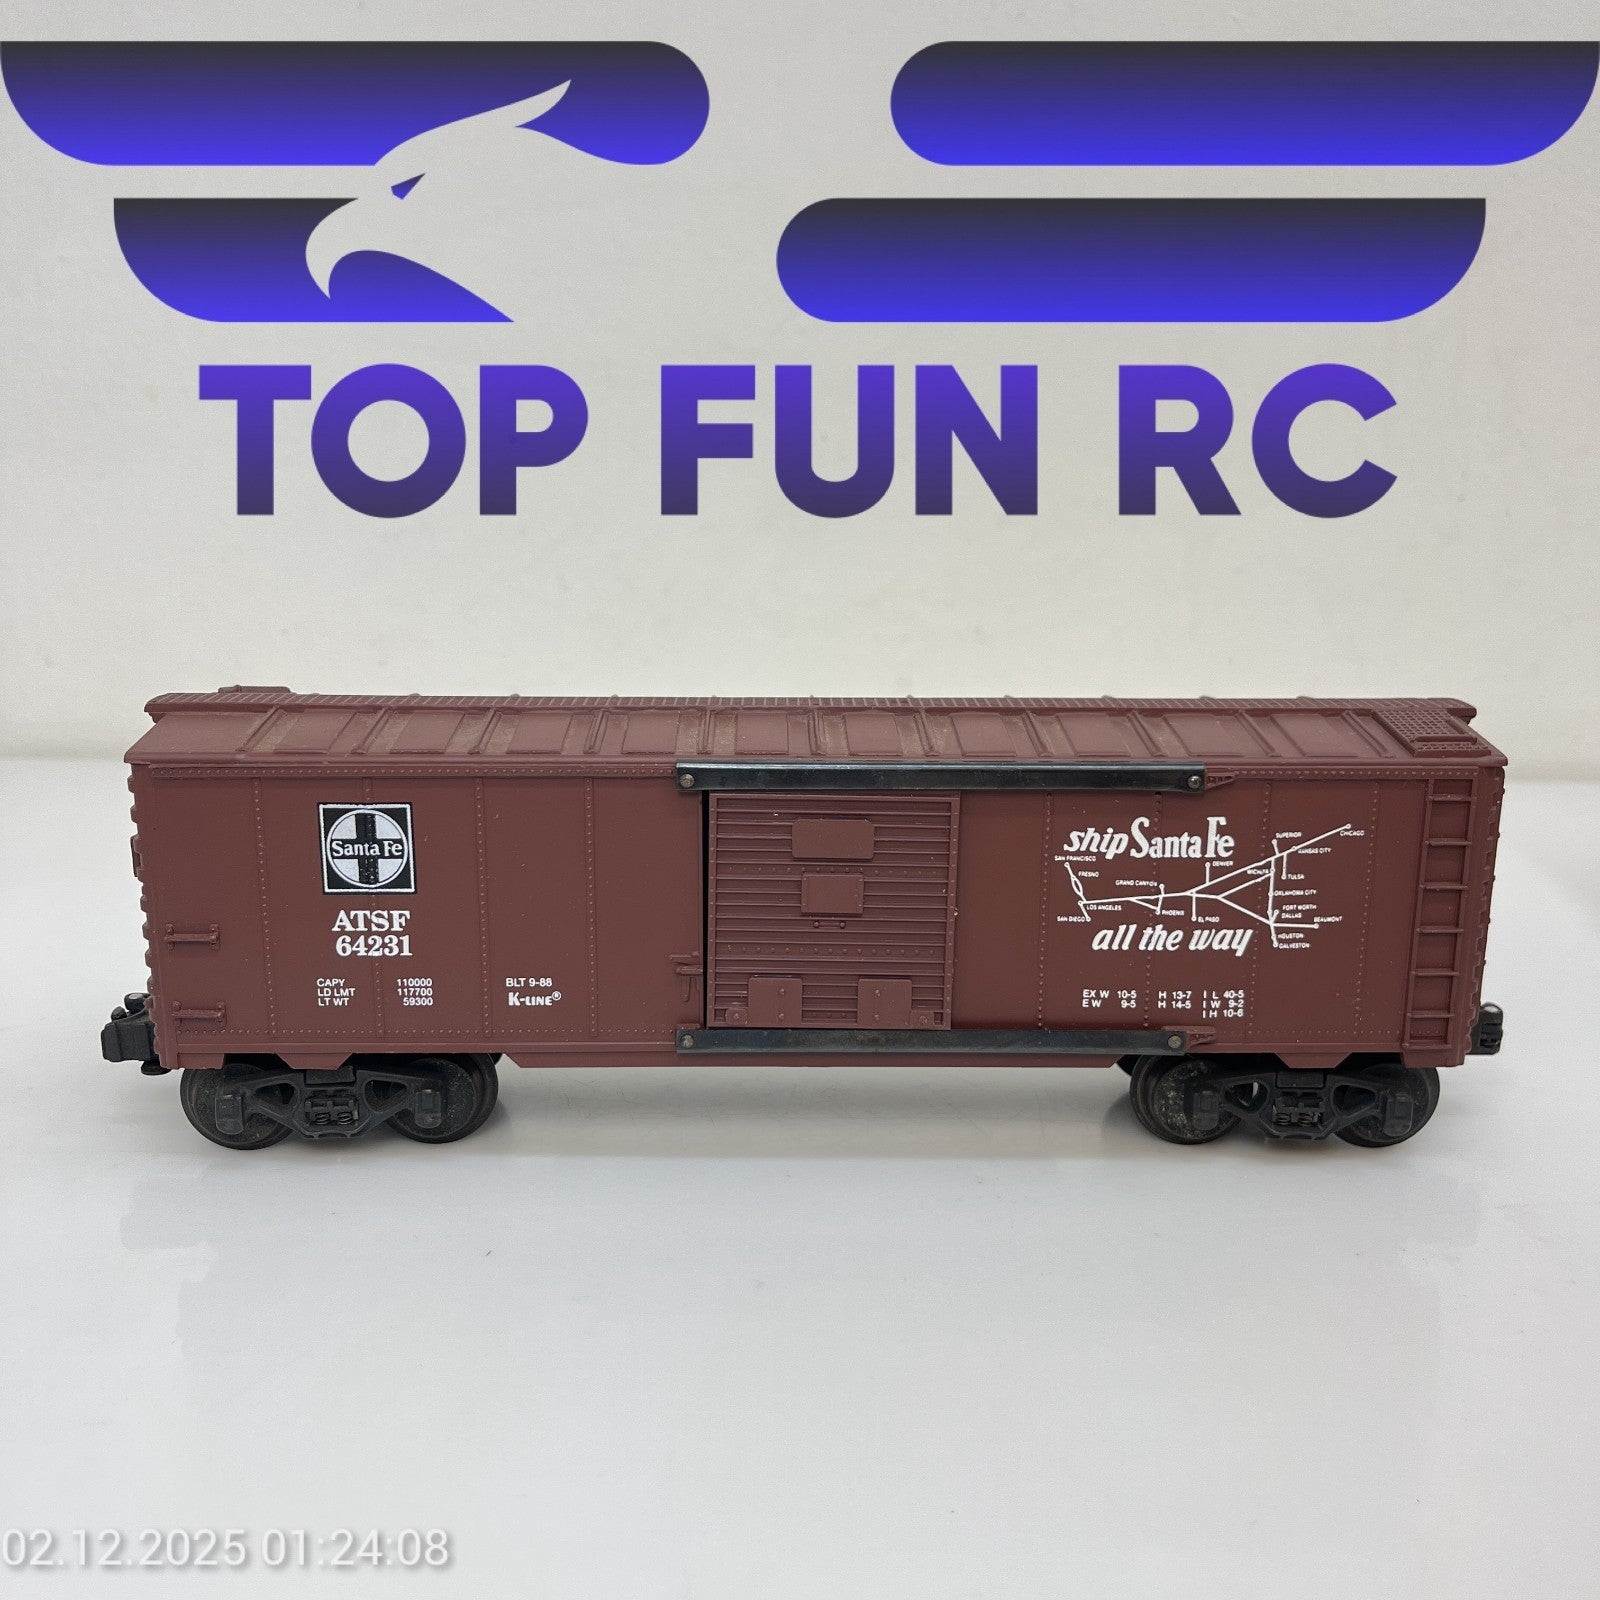 TOP FUN RC
Santa Fe
ATSF
64231
CAPY 110000
LD LMT 117700
LT WT 59300
BLT 9-88
K-LINE®
ship Santa Fe
SAN FRANCISCO
FRESNO
LOS ANGELES
SAN DIEGO
GRAND CANYON
PHOENIX
EL PASO
DENVER
SUPERIOR
CHICAGO
KANSAS CITY
WICHITA
TULSA
OKLAHOMA CITY
FORT WORTH
DALLAS
BEAUMONT
HOUSTON
GALVESTON
all the way
EX W 10-5 H 13-7 I L 40-5
E W 9-5 H 14-5 I W 9-2
I H 10-6
02.12.2025 01:24:08